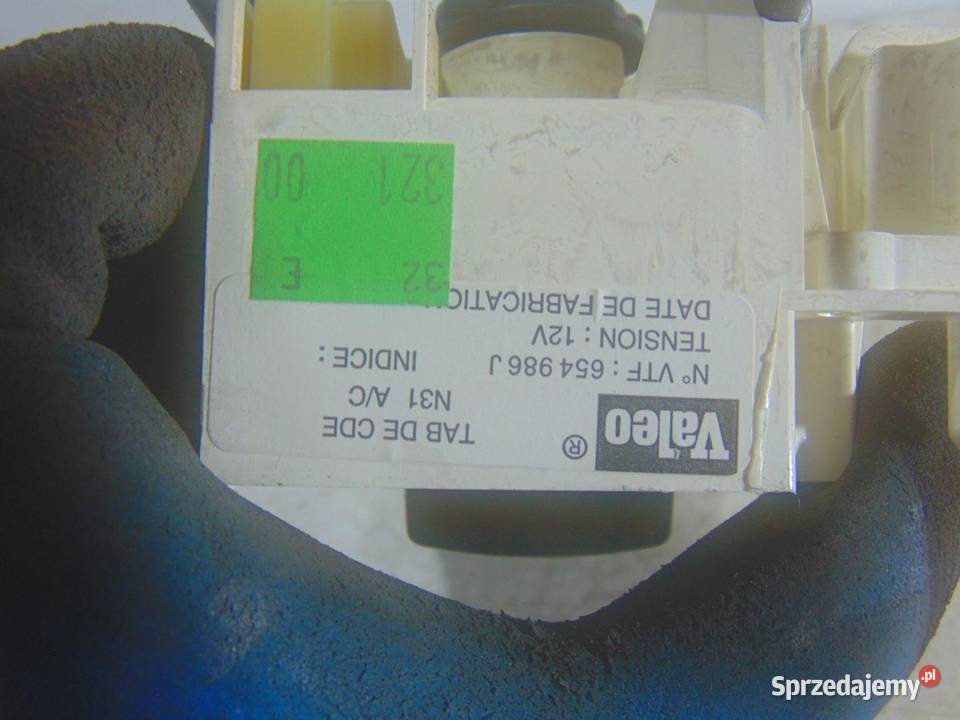 Valeo ®
TAB DE CDE
N31 A/C
N° VTF : 654 986 J INDICE :
TENSION : 12V
DATE DE FABRICATION
32 E
321 00
Sprzedajemy.pl